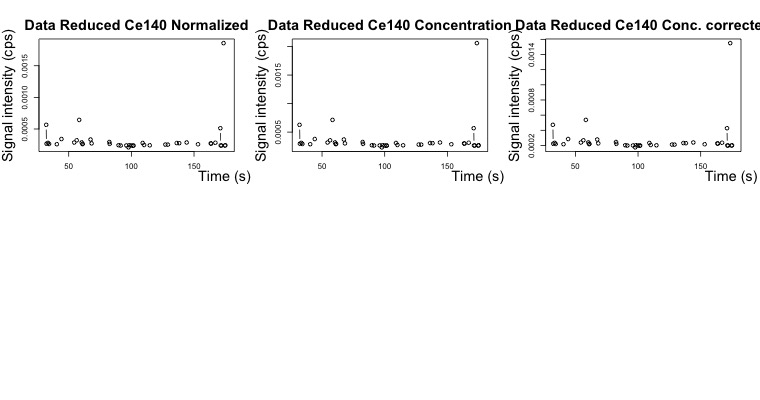 Data Reduced Ce140 Normalized
Signal intensity (cps)
0.0015
0.0005
50
100
150
Time (s)
Data Reduced Ce140 Concentration
Signal intensity (cps)
0.0015
0.0005
50
100
150
Time (s)
Data Reduced Ce140 Conc. correcte
Signal intensity (cps)
0.0014
0.0008
0.0002
50
100
150
Time (s)